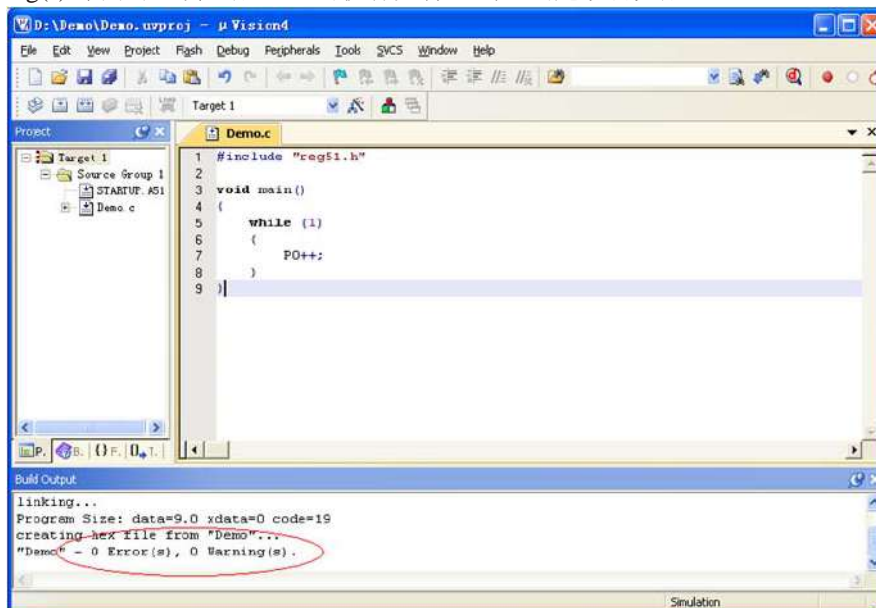 D:\Demo\Demo.uvproj - µVision4
File Edit View Project Flash Debug Peripherals Tools SVCS Window Help
Target 1
Project
Demo.c
Target 1
Source Group 1
STARTUP.A51
Demo.c
1 #include "reg51.h"
2
3 void main()
4 {
5 while (1)
6 {
7 P0++;
8 }
9 }
P. B. {} F. 0 T.
Build Output
linking...
Program Size: data=9.0 xdata=0 code=19
creating hex file from "Demo"...
"Demo" - 0 Error(s), 0 Warning(s).
Simulation